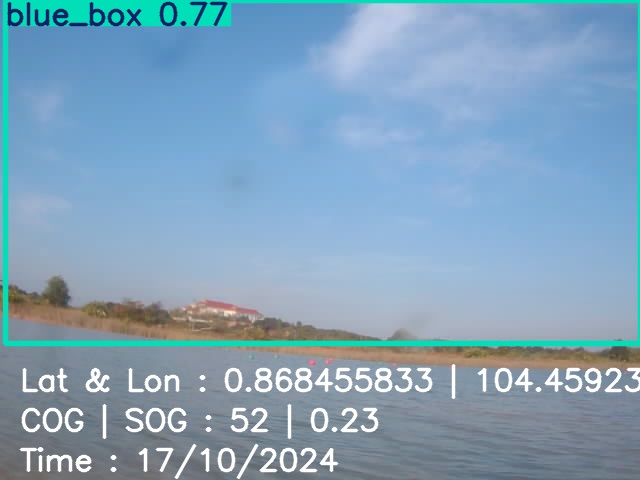 blue_box 0.77
Lat & Lon : 0.868455833 | 104.45923
COG | SOG : 52 | 0.23
Time : 17/10/2024